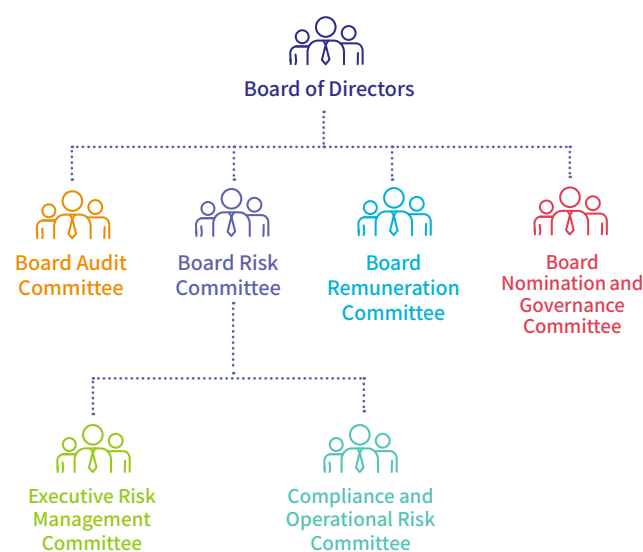 Board of Directors
Board Audit
Committee
Board Risk
Committee
Board
Remuneration
Committee
Board
Nomination and
Governance
Committee
Executive Risk
Management
Committee
Compliance and
Operational Risk
Committee